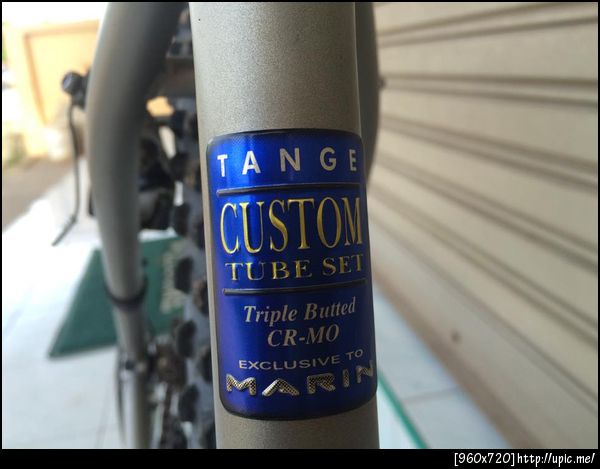 TANGE
CUSTOM
TUBE SET
Triple Butted
CR-MO
EXCLUSIVE TO
MARIN
[960x720]http://upic.me/